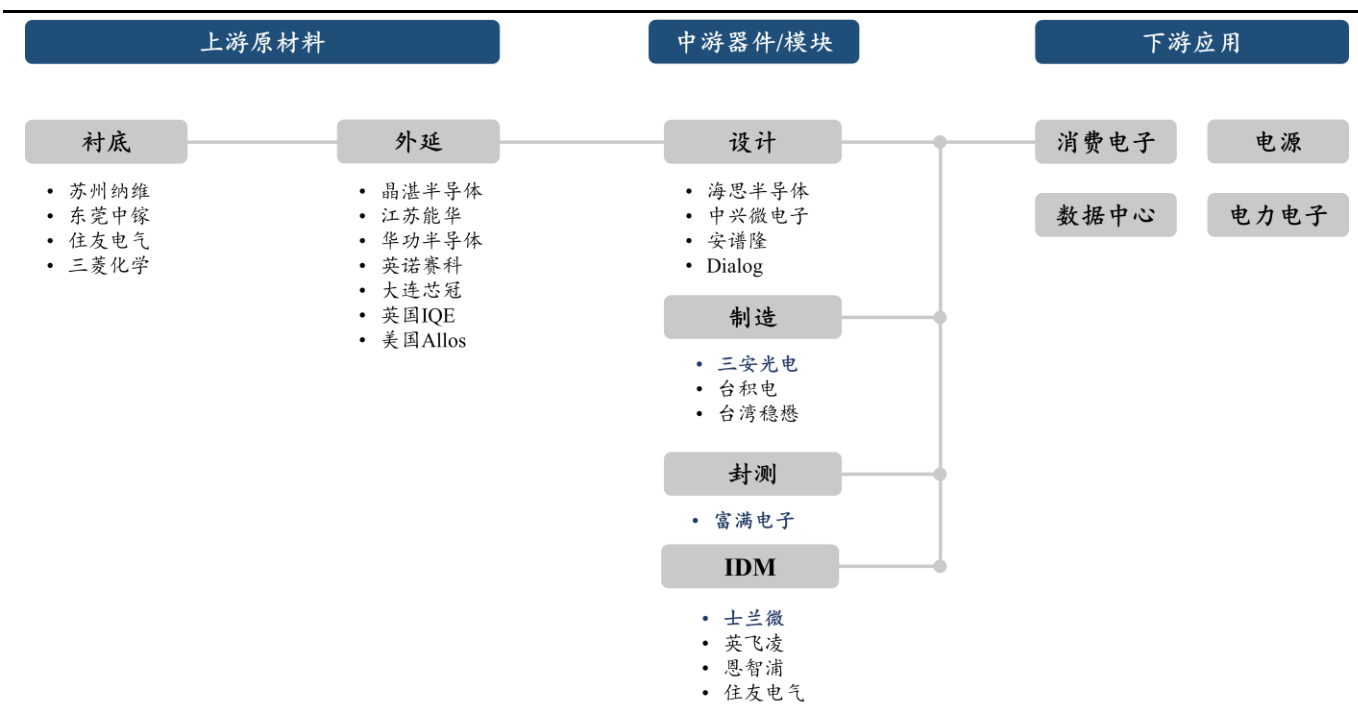 上游原材料
中游器件/模块
下游应用
衬底
外延
设计
消费电子
电源
• 苏州纳维
• 东莞中镓
• 住友电气
• 三菱化学
• 晶湛半导体
• 江苏能华
• 华功半导体
• 英诺赛科
• 大连芯冠
• 英国IQE
• 美国Allos
• 海思半导体
• 中兴微电子
• 安谱隆
• Dialog
数据中心
电力电子
制造
• 三安光电
• 台积电
• 台湾稳懋
封测
• 富满电子
IDM
• 士兰微
• 英飞凌
• 恩智浦
• 住友电气